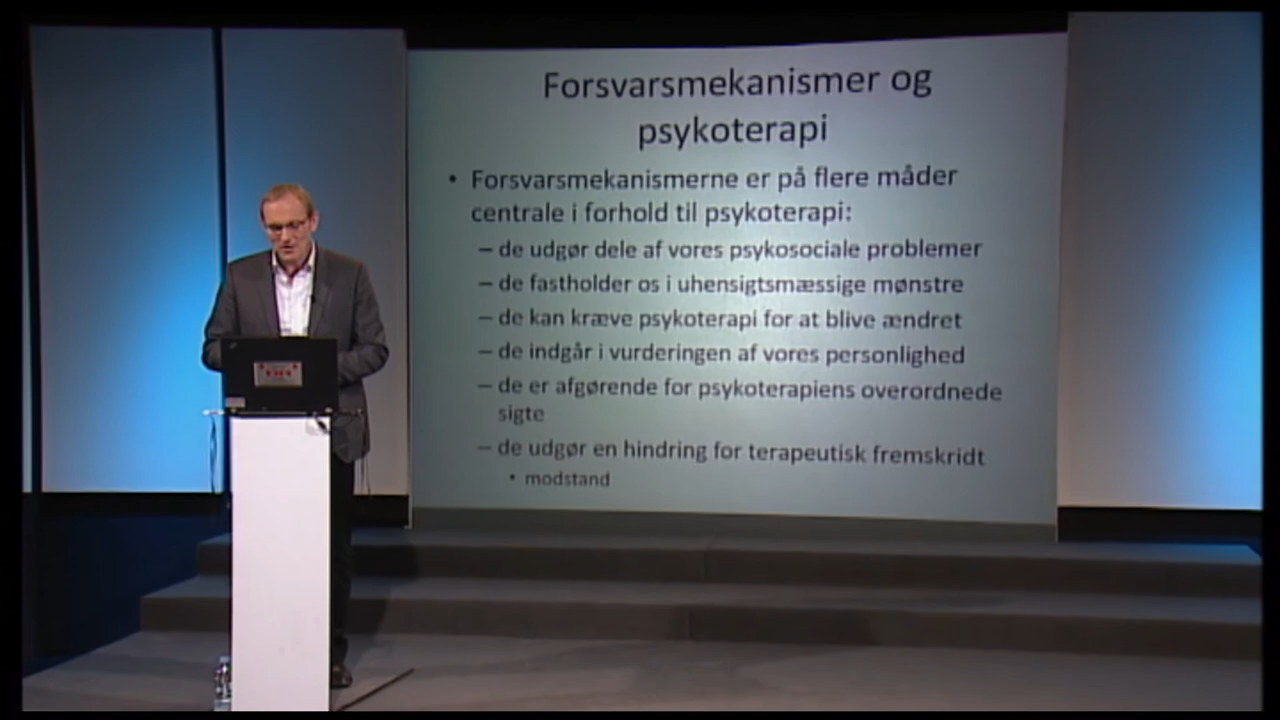 Forsvarsmekanismer og
psykoterapi
• Forsvarsmekanismerne er på flere måder
centrale i forhold til psykoterapi:
– de udgør dele af vores psykosociale problemer
– de fastholder os i uhensigtsmæssige mønstre
– de kan kræve psykoterapi for at blive ændret
– de indgår i vurderingen af vores personlighed
– de er afgørende for psykoterapiens overordnede
sigte
– de udgør en hindring for terapeutisk fremskridt
• modstand